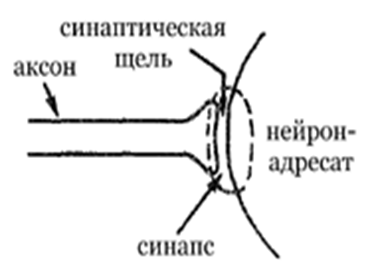 синаптическая
щель
аксон
нейрон-
адресат
синапс